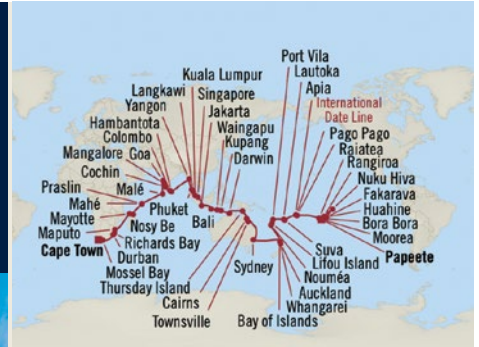 Port Vila
Lautoka
Apia
International
Date Line
Pago Pago
Raiatea
Rangiroa
Nuku Hiva
Fakarava
Huahine
Bora Bora
Moorea
Papeete
Kuala Lumpur
Langkawi
Singapore
Yangon
Jakarta
Hambantota
Waingapu
Colombo
Kupang
Mangalore Goa
Darwin
Cochin
Praslin
Malé
Mahé
Phuket
Bali
Mayotte
Nosy Be
Maputo
Richards Bay
Cape Town
Durban
Mossel Bay
Thursday Island
Cairns
Townsville
Sydney
Suva
Lifou Island
Nouméa
Auckland
Whangarei
Bay of Islands